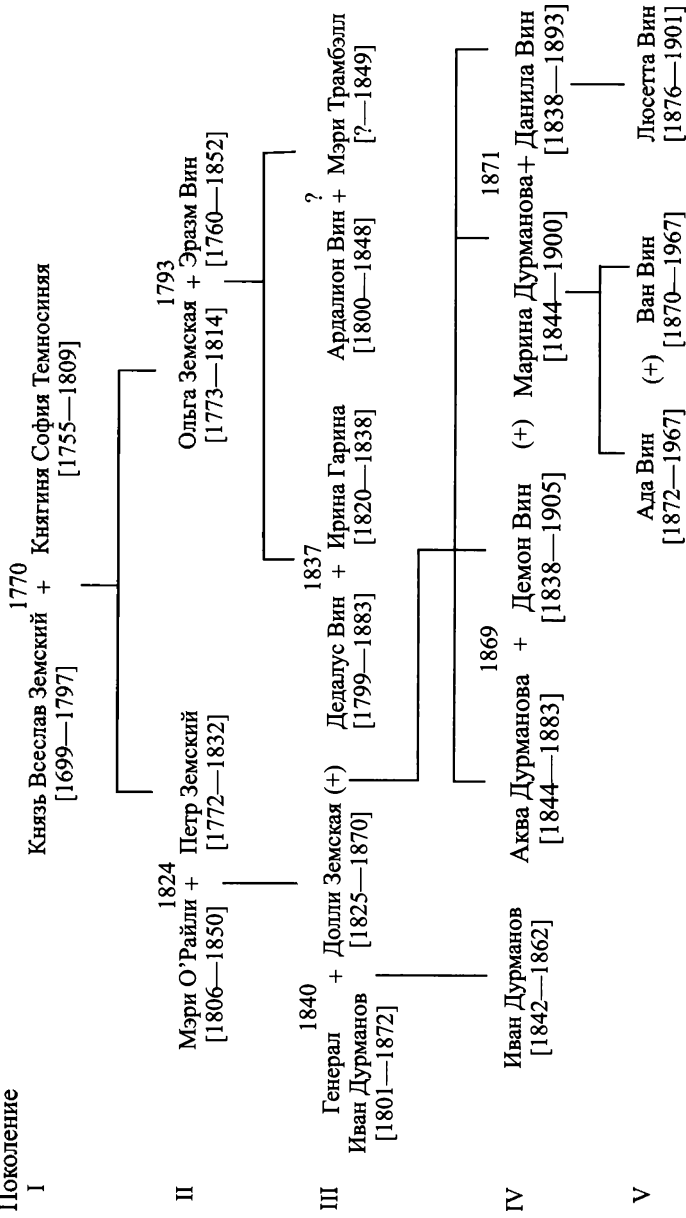 Поколение
I
1770
Князь Всеслав Земский + Княгиня София Темносиняя
[1699—1797] [1755—1809]
II
1824 1793
Мэри О'Райли + Петр Земский Ольга Земская + Эразм Вин
[1806—1850] [1772—1832] [1773—1814] [1760—1852]
III
1840 1837 ?
Генерал + Долли Земская (+) Дедалус Вин + Ирина Гарина Ардалион Вин + Мэри Трамбэлл
Иван Дурманов [1825—1870] [1799—1883] [1820—1838] [1800—1848] [?—1849]
[1801—1872]
IV
1869 1871
Иван Дурманов Аква Дурманова + Демон Вин (+) Марина Дурманова + Данила Вин
[1842—1862] [1844—1883] [1838—1905] [1844—1900] [1838—1893]
V
Ада Вин (+) Ван Вин Люсетта Вин
[1872—1967] [1870—1967] [1876—1901]